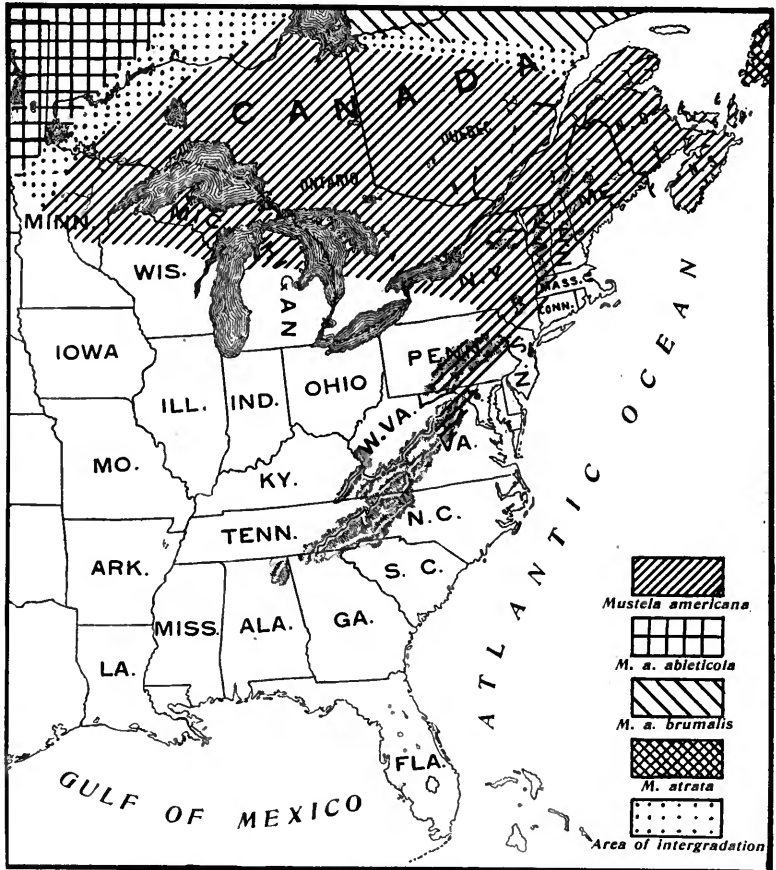 CANADA
QUEBEC
ONTARIO
MINN.
MICHIGAN
ME.
N.Y.
MASS.
CONN.
WIS.
IOWA
PENN.
N.J.
ILL.
IND.
OHIO
W.VA.
VA.
MO.
KY.
TENN.
N.C.
ARK.
S. C.
MISS.
ALA.
GA.
LA.
FLA.
ATLANTIC OCEAN
GULF OF MEXICO
Mustela americana
M. a. abieticola
M. a. brumalis
M. atrata
Area of intergradation